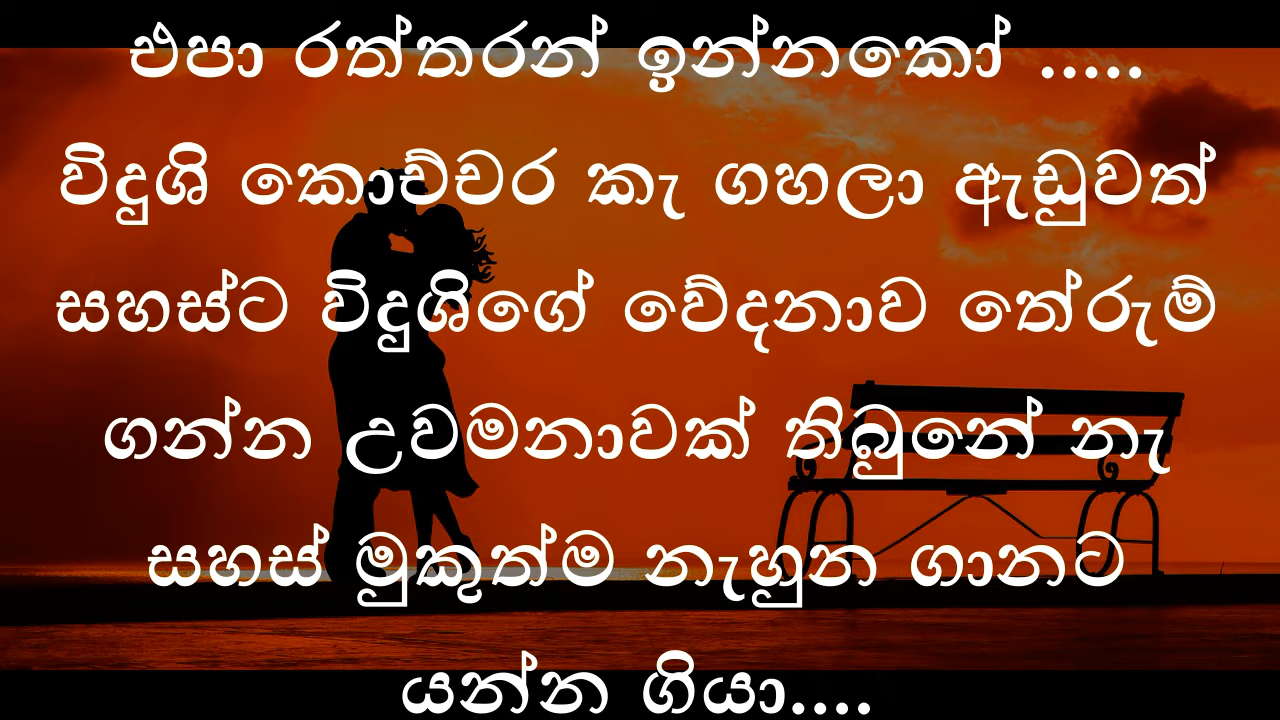 එපා රත්තරන් ඉන්නකෝ .....
විදුශි කොච්චර කෑ ගහලා ඇඬුවත්
සහස්ට විදුශිගේ වේදනාව තේරුම්
ගන්න උවමනාවක් තිබුනේ නෑ
සහස් මුකුත්ම නැහුන ගානට
යන්න ගියා....